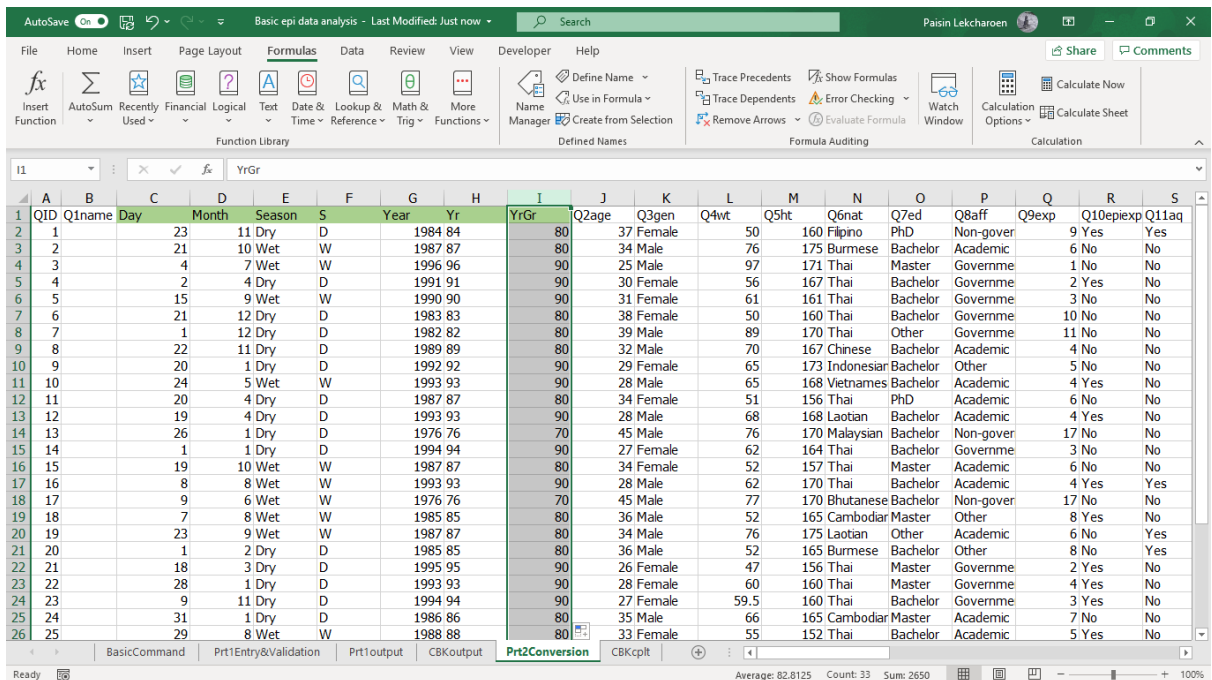 AutoSave On Basic epi data analysis - Last Modified: Just now Search Paisin Lekcharoen
File Home Insert Page Layout Formulas Data Review View Developer Help Share Comments
fx Define Name Trace Precedents Show Formulas Calculate Now
Insert Function AutoSum Recently Used Financial Logical Text Date & Time Lookup & Reference Math & Trig More Functions Name Manager Use in Formula Trace Dependents Error Checking Watch Window Calculation Options Calculate Sheet
Create from Selection Remove Arrows Evaluate Formula
Function Library Defined Names Formula Auditing Calculation
I1 fx YrGr
A B C D E F G H I J K L M N O P Q R S
1 QID Q1name Day Month Season S Year Yr YrGr Q2age Q3gen Q4wt Q5ht Q6nat Q7ed Q8aff Q9exp Q10epiexp Q11aq
2 1 23 11 Dry D 1984 84 80 37 Female 50 160 Filipino PhD Non-gover 9 Yes Yes
3 2 21 10 Wet W 1987 87 80 34 Male 76 175 Burmese Bachelor Academic 6 No No
4 3 4 7 Wet W 1996 96 90 25 Male 97 171 Thai Master Governme 1 No No
5 4 2 4 Dry D 1991 91 90 30 Female 56 167 Thai Master Governme 2 Yes No
6 5 15 9 Wet W 1990 90 90 31 Female 61 161 Thai Bachelor Governme 3 No No
7 6 21 12 Dry D 1983 83 80 38 Female 50 160 Thai Bachelor Governme 10 No No
8 7 1 12 Dry D 1982 82 80 39 Male 89 170 Thai Other Governme 11 No No
9 8 22 11 Dry D 1989 89 80 32 Male 70 167 Chinese Bachelor Academic 4 No No
10 9 20 1 Dry D 1992 92 90 29 Female 65 173 Indonesian Bachelor Other 5 No No
11 10 24 5 Wet W 1993 93 90 28 Male 65 168 Vietnames Bachelor Academic 4 Yes No
12 11 20 4 Dry D 1987 87 80 34 Female 51 156 Thai PhD Academic 6 No No
13 12 19 4 Dry D 1993 93 90 28 Male 68 168 Laotian Bachelor Academic 4 Yes No
14 13 26 1 Dry D 1976 76 70 45 Male 76 170 Malaysian Bachelor Non-gover 17 No No
15 14 1 1 Dry D 1994 94 90 27 Female 62 164 Thai Bachelor Governme 3 No No
16 15 19 10 Wet W 1987 87 80 34 Female 52 157 Thai Master Academic 6 No No
17 16 8 8 Wet W 1993 93 90 28 Male 62 170 Thai Bachelor Academic 4 Yes Yes
18 17 9 6 Wet W 1976 76 70 45 Male 77 170 Bhutanese Bachelor Non-gover 17 No No
19 18 7 8 Wet W 1985 85 80 36 Male 52 165 Cambodian Master Other 8 Yes No
20 19 23 9 Wet W 1987 87 80 34 Male 76 175 Laotian Other Academic 6 No Yes
21 20 1 2 Dry D 1985 85 80 36 Male 52 165 Burmese Bachelor Other 8 No Yes
22 21 18 3 Dry D 1995 95 90 26 Female 47 156 Thai Master Governme 2 Yes No
23 22 28 1 Dry D 1993 93 90 28 Female 60 160 Thai Master Governme 4 Yes No
24 23 9 11 Dry D 1994 94 90 27 Female 59.5 160 Thai Bachelor Governme 3 Yes No
25 24 31 1 Dry D 1986 86 80 35 Male 66 165 Cambodian Master Academic 7 No No
26 25 29 8 Wet W 1988 88 80 33 Female 55 152 Thai Bachelor Academic 5 Yes No
BasicCommand Prt1Entry&Validation Prt1output CBKoutput Prt2Conversion CBKcplt
Ready Average: 82.8125 Count: 33 Sum: 2650 100%